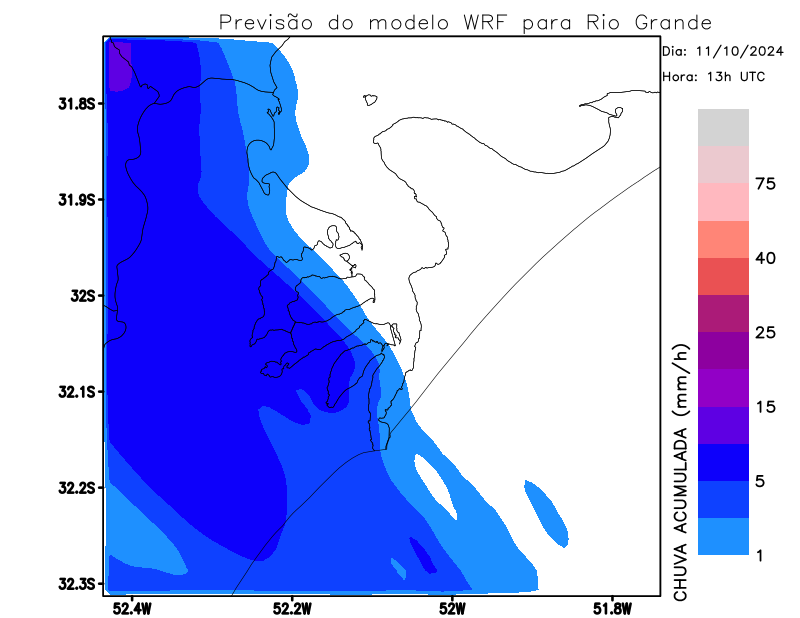 Previsão do modelo WRF para Rio Grande
Dia: 11/10/2024
Hora: 13h UTC
31.8S
31.9S
32S
32.1S
32.2S
32.3S
52.4W
52.2W
52W
51.8W
75
40
25
15
5
1
CHUVA ACUMULADA (mm/h)